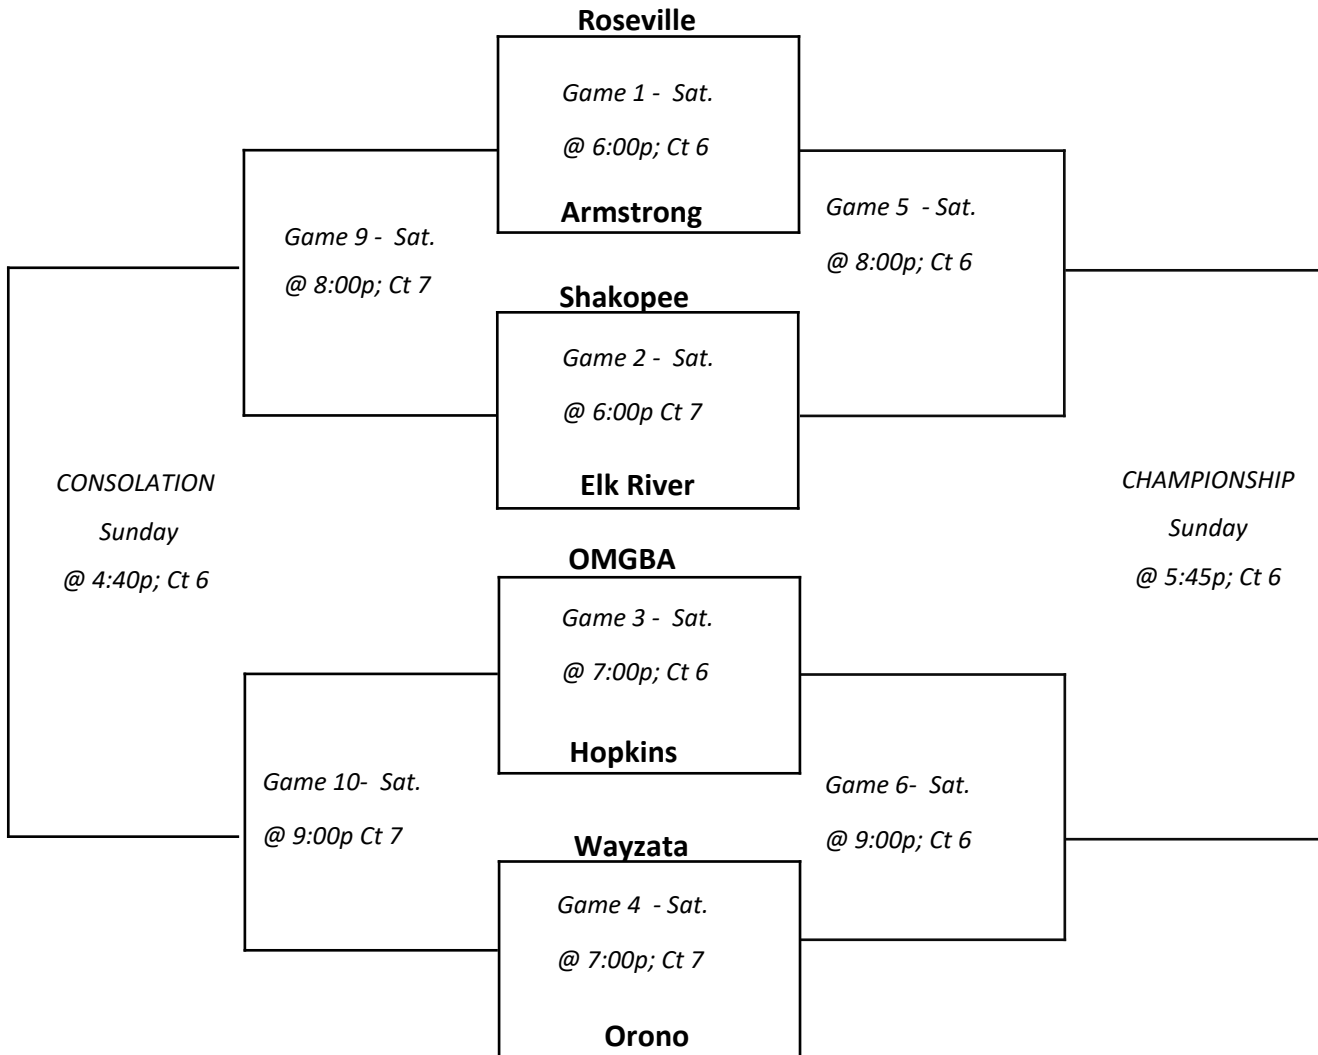 Roseville
Game 1 - Sat.
@ 6:00p; Ct 6
Armstrong
Game 9 - Sat.
@ 8:00p; Ct 7
Game 5 - Sat.
@ 8:00p; Ct 6
Shakopee
Game 2 - Sat.
@ 6:00p Ct 7
Elk River
CONSOLATION
Sunday
@ 4:40p; Ct 6
CHAMPIONSHIP
Sunday
@ 5:45p; Ct 6
OMGBA
Game 3 - Sat.
@ 7:00p; Ct 6
Hopkins
Game 10- Sat.
@ 9:00p Ct 7
Game 6- Sat.
@ 9:00p; Ct 6
Wayzata
Game 4 - Sat.
@ 7:00p; Ct 7
Orono